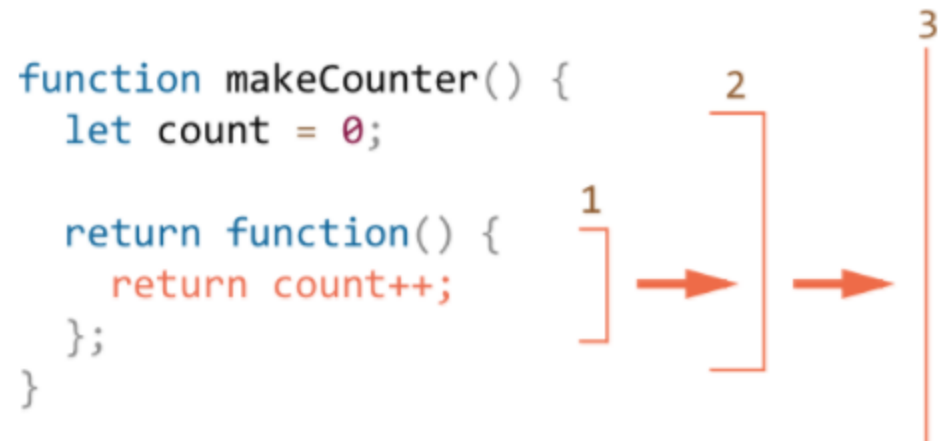 3
function makeCounter() {
2
let count = 0;
1
return function() {
return count++;
};
}